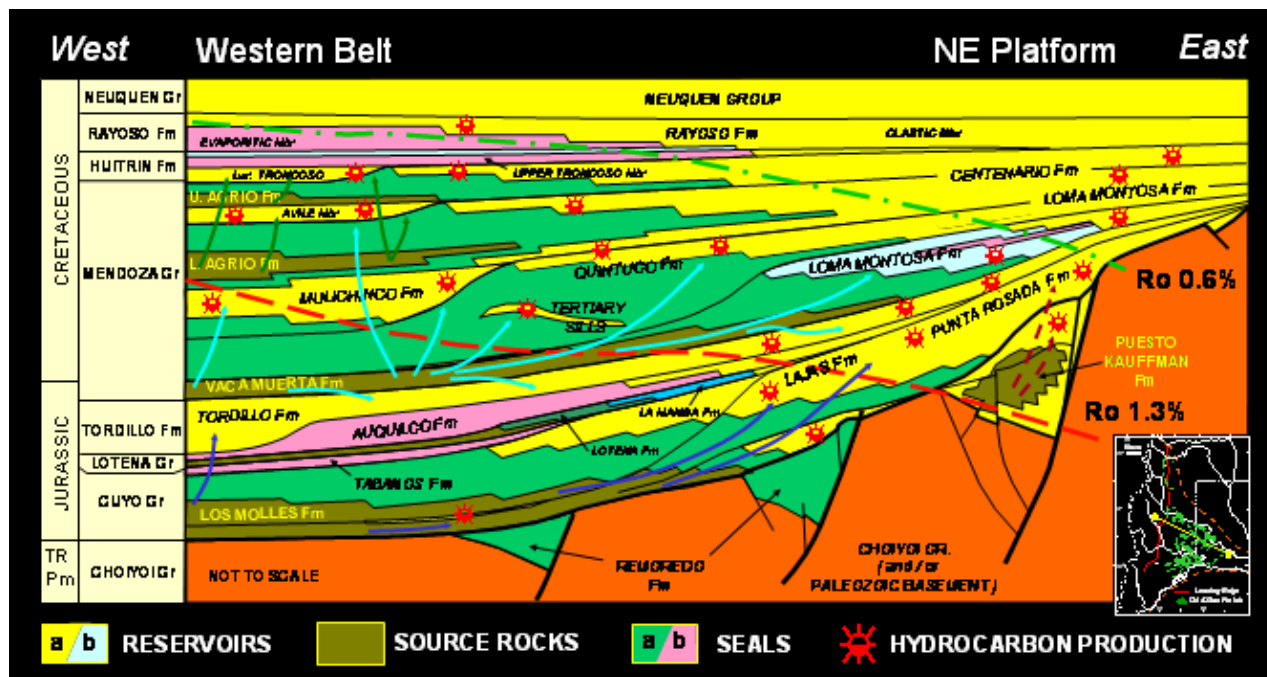 West
Western Belt
NE Platform
East
CRETACEOUS
JURASSIC
TR
Pm
NEUQUEN Gr
RAYOSO Fm
HUITRIN Fm
MENDOZA Gr
TORDILLO Fm
LOTENA Gr
CUYO Gr
CHOIYOI Gr
NEUQUEN GROUP
EVAPORITIC Mbr
RAYOSO Fm
CLASTIC Mbr
Lwr. TRONCOSO
UPPER TRONCOSO Mbr
CENTENARIO Fm
U. AGRIO Fm
AVILE Mbr
LOMA MONTOSA Fm
L. AGRIO Fm
QUINTUCO Fm
LOMA MONTOSA Fm
MULICHINCO Fm
Ro 0.6%
TERTIARY
SILLS
PUNTA ROSADA Fm
PUESTO
KAUFFMAN
Fm
VACA MUERTA Fm
LAJAS Fm
TORDILLO Fm
LA MANGA Fm
Ro 1.3%
AUQUILCO Fm
LOTENA Fm
TABANOS Fm
LOS MOLLES Fm
REMOREDO
Fm
CHOIYOI GR.
(and/or
PALEOZOIC BASEMENT)
NOT TO SCALE
a/b RESERVOIRS
SOURCE ROCKS
a/b SEALS
HYDROCARBON PRODUCTION